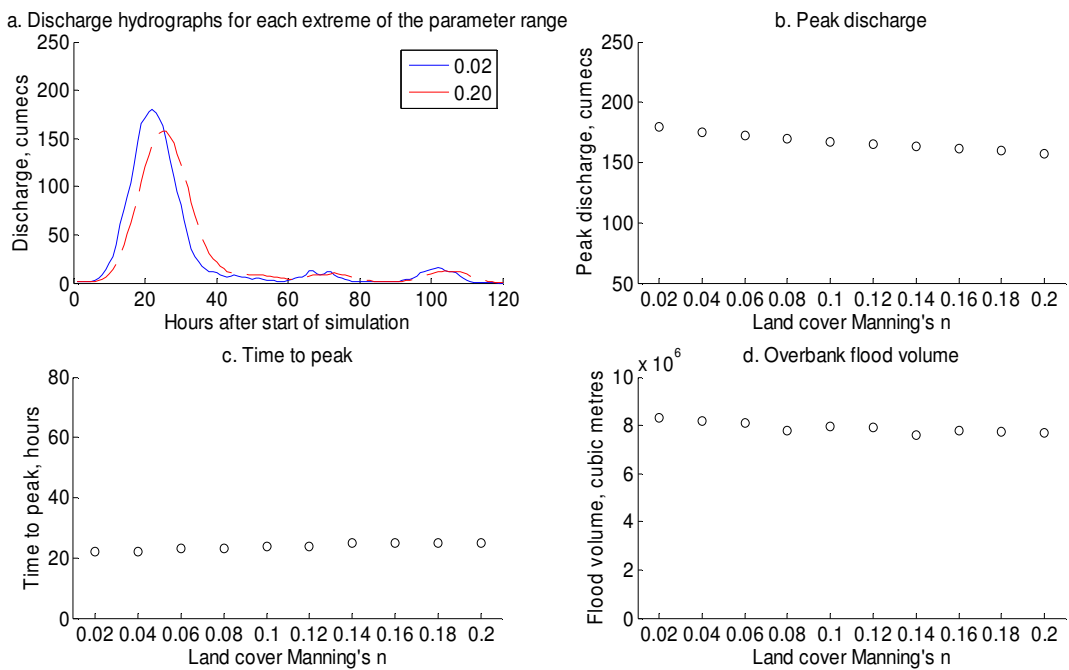 a. Discharge hydrographs for each extreme of the parameter range
250
200
150
100
50
0
Discharge, cumecs
0.02
0.20
0 20 40 60 80 100 120
Hours after start of simulation
b. Peak discharge
250
200
150
100
50
Peak discharge, cumecs
0.02 0.04 0.06 0.08 0.1 0.12 0.14 0.16 0.18 0.2
Land cover Manning's n
c. Time to peak
80
60
40
20
0
Time to peak, hours
0.02 0.04 0.06 0.08 0.1 0.12 0.14 0.16 0.18 0.2
Land cover Manning's n
d. Overbank flood volume
x 10⁶
10
8
6
4
2
0
Flood volume, cubic metres
0.02 0.04 0.06 0.08 0.1 0.12 0.14 0.16 0.18 0.2
Land cover Manning's n